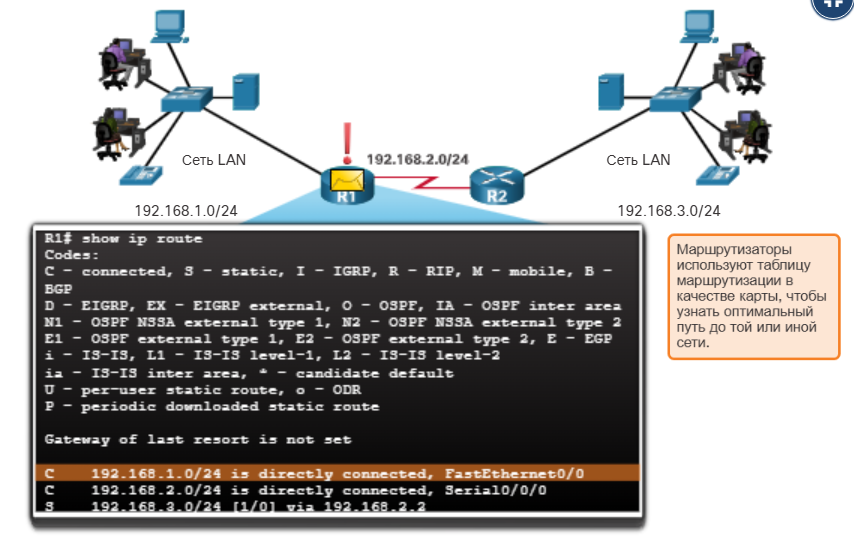 Сеть LAN
192.168.2.0/24
Сеть LAN
R1
R2
192.168.1.0/24
192.168.3.0/24
R1# show ip route
Codes:
C - connected, S - static, I - IGRP, R - RIP, M - mobile, B -
BGP
D - EIGRP, EX - EIGRP external, O - OSPF, IA - OSPF inter area
N1 - OSPF NSSA external type 1, N2 - OSPF NSSA external type 2
E1 - OSPF external type 1, E2 - OSPF external type 2, E - EGP
i - IS-IS, L1 - IS-IS level-1, L2 - IS-IS level-2
ia - IS-IS inter area, * - candidate default
U - per-user static route, o - ODR
P - periodic downloaded static route
Gateway of last resort is not set
C 192.168.1.0/24 is directly connected, FastEthernet0/0
C 192.168.2.0/24 is directly connected, Serial0/0/0
S 192.168.3.0/24 [1/0] via 192.168.2.2
Маршрутизаторы
используют таблицу
маршрутизации в
качестве карты, чтобы
узнать оптимальный
путь до той или иной
сети.